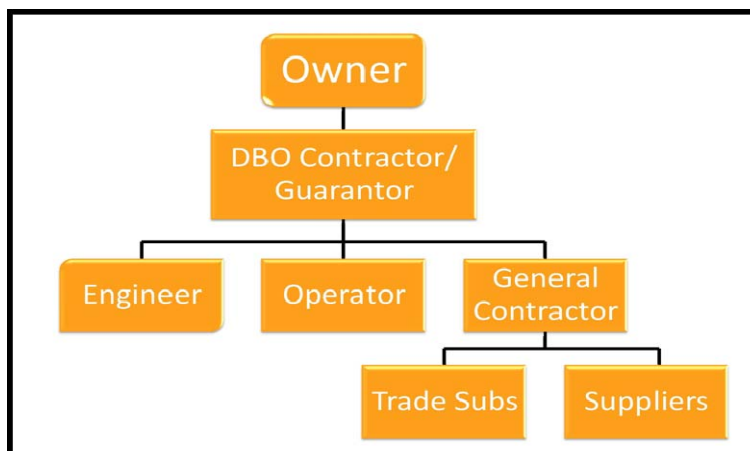 Owner
DBO Contractor/
Guarantor
Engineer
Operator
General
Contractor
Trade Subs
Suppliers